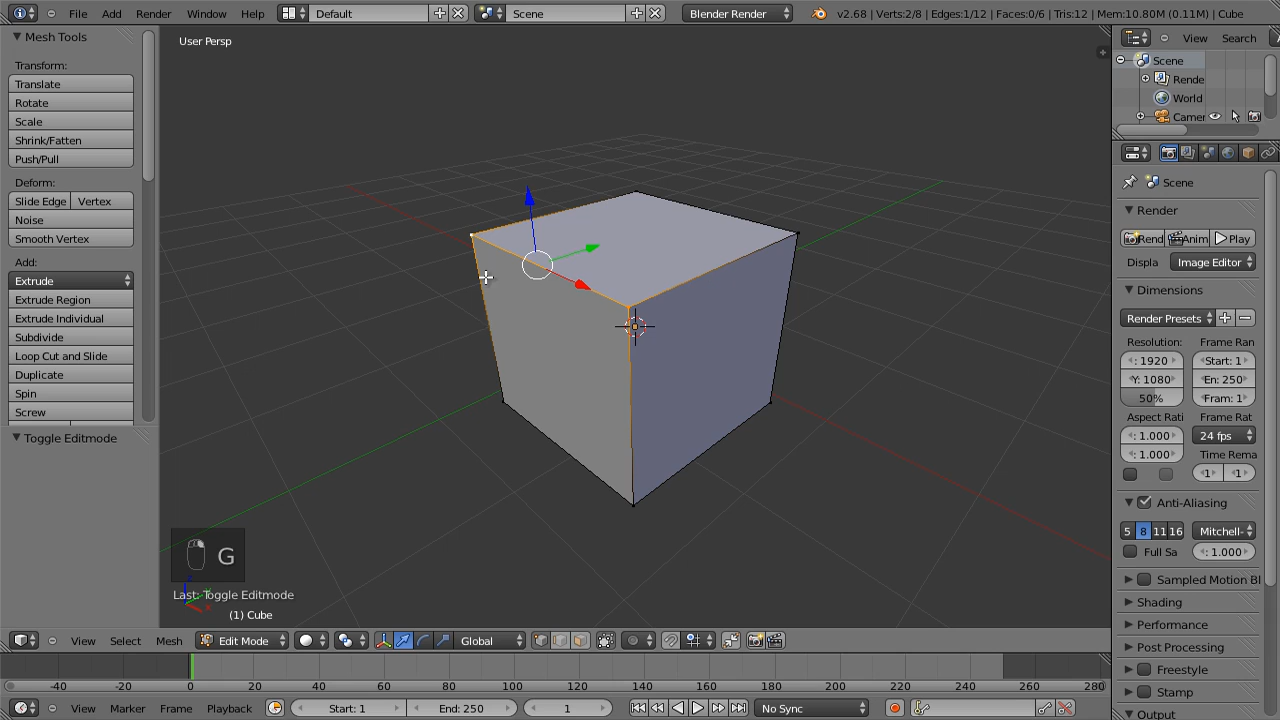 File Add Render Window Help Default Scene Blender Render v2.68 | Verts:2/8 | Edges:1/12 | Faces:0/6 | Tris:12 | Mem:10.80M (0.11M) | Cube
Mesh Tools
Transform:
Translate
Rotate
Scale
Shrink/Fatten
Push/Pull
Deform:
Slide Edge Vertex
Noise
Smooth Vertex
Add:
Extrude
Extrude Region
Extrude Individual
Subdivide
Loop Cut and Slide
Duplicate
Spin
Screw
Toggle Editmode
User Persp
G
Last: Toggle Editmode
(1) Cube
View Search
Scene
Rende
World
Camer
Scene
Render
Rend Anim Play
Displa Image Editor
Dimensions
Render Presets
Resolution: Frame Ran
: 1920 Start: 1
Y: 1080 En: 250
50% Fram: 1
Aspect Rati Frame Rat
: 1.000 24 fps
: 1.000 Time Rema
1 1
Anti-Aliasing
5 8 11 16 Mitchell-
Full Sa : 1.000
Sampled Motion Bl
Shading
Performance
Post Processing
Freestyle
Stamp
Output
View Select Mesh Edit Mode Global
-40 -20 0 20 40 60 80 100 120 140 160 180 200 220 240 260 280
View Marker Frame Playback Start: 1 End: 250 1 No Sync